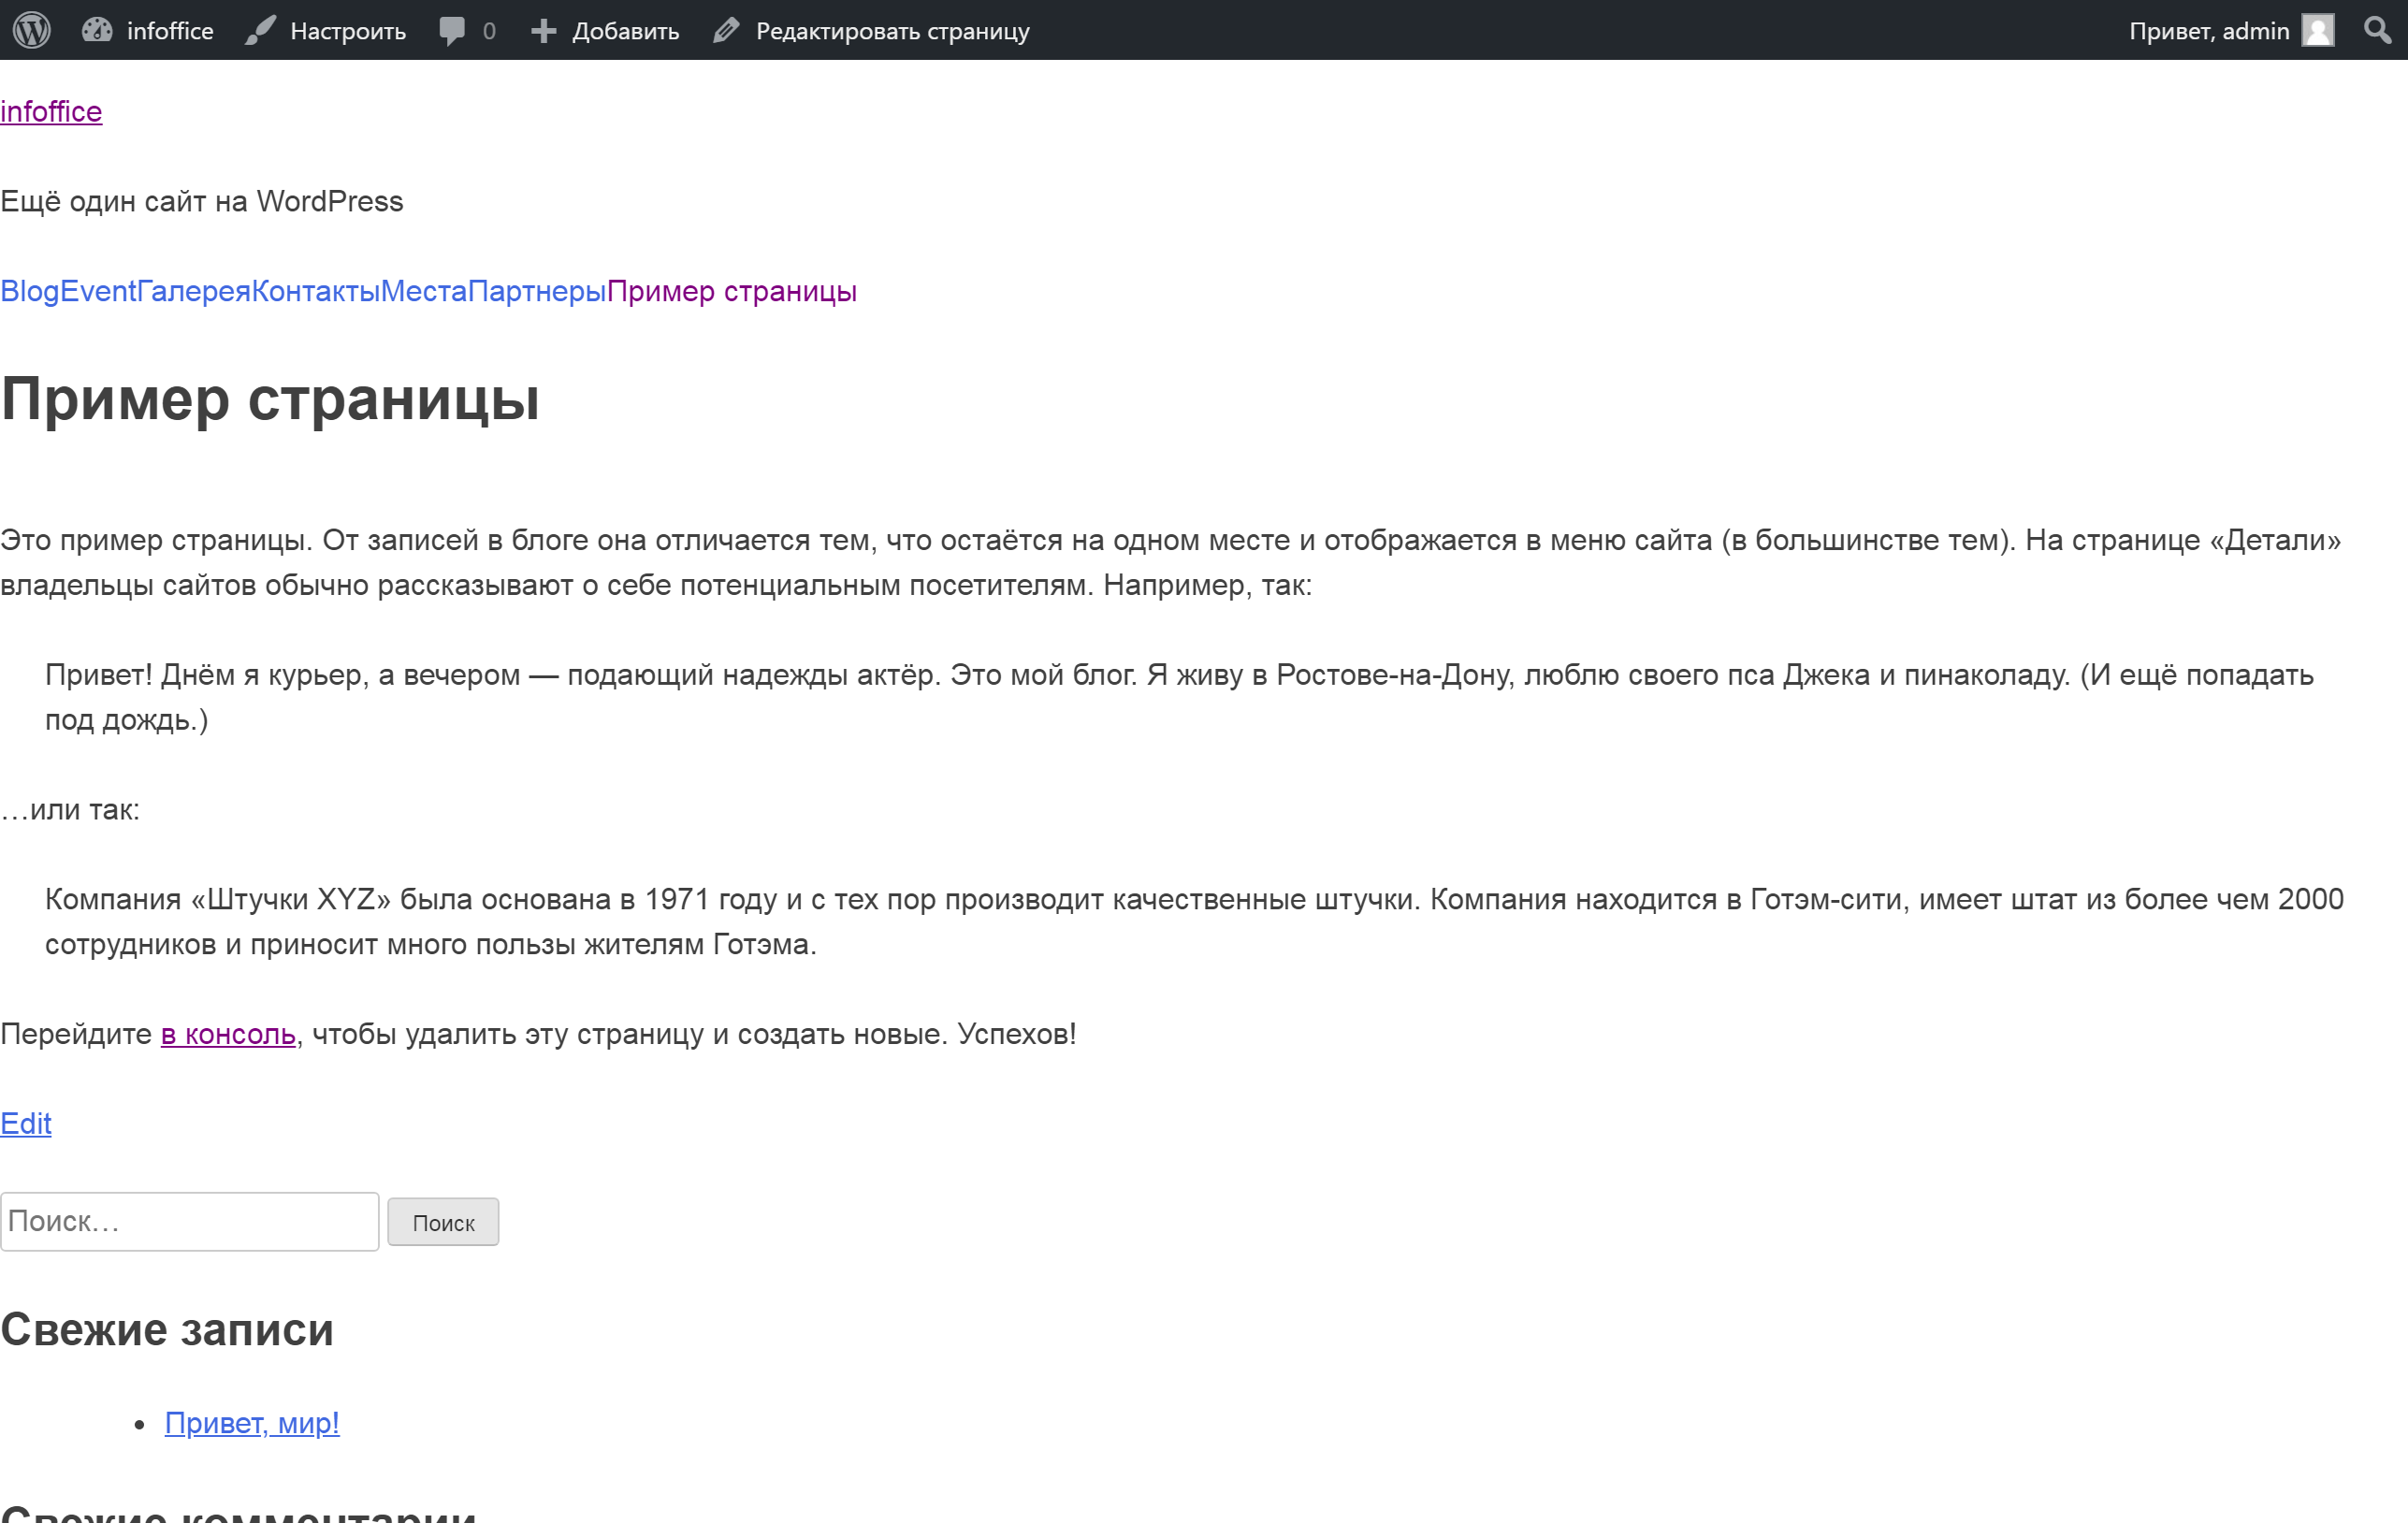 infoffice Настроить 0 Добавить Редактировать страницу Привет, admin
infoffice
Ещё один сайт на WordPress
BlogEventГалереяКонтактыМестаПартнерыПример страницы
Пример страницы
Это пример страницы. От записей в блоге она отличается тем, что остаётся на одном месте и отображается в меню сайта (в большинстве тем). На странице «Детали»
владельцы сайтов обычно рассказывают о себе потенциальным посетителям. Например, так:
Привет! Днём я курьер, а вечером — подающий надежды актёр. Это мой блог. Я живу в Ростове-на-Дону, люблю своего пса Джека и пинаколаду. (И ещё попадать
под дождь.)
…или так:
Компания «Штучки XYZ» была основана в 1971 году и с тех пор производит качественные штучки. Компания находится в Готэм-сити, имеет штат из более чем 2000
сотрудников и приносит много пользы жителям Готэма.
Перейдите в консоль, чтобы удалить эту страницу и создать новые. Успехов!
Edit
Поиск… Поиск
Свежие записи
Привет, мир!
Свежие комментарии